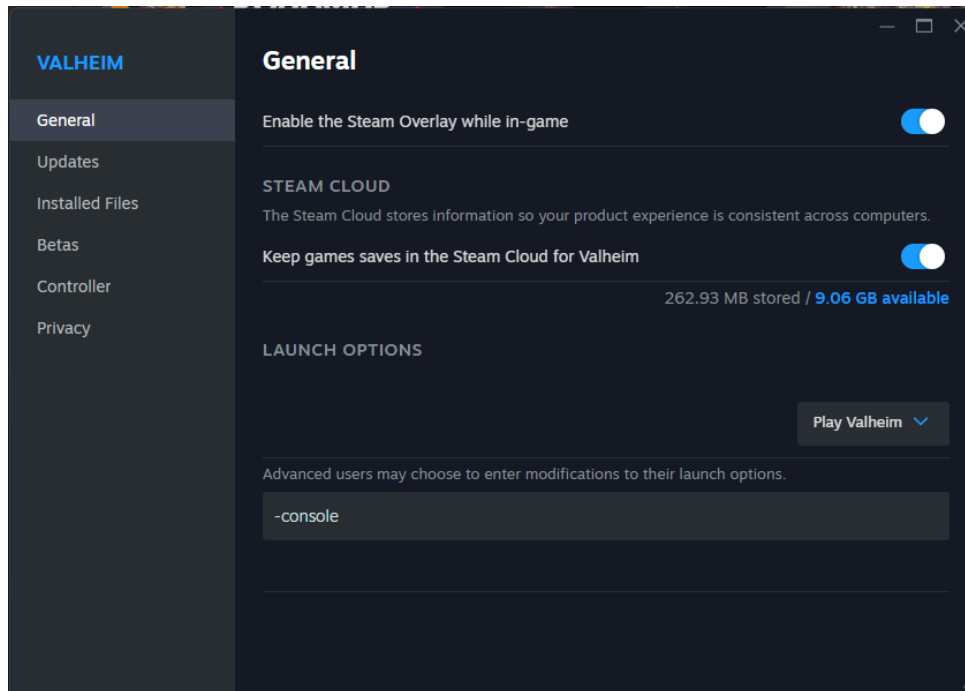 VALHEIM
General
Updates
Installed Files
Betas
Controller
Privacy
General
Enable the Steam Overlay while in-game
STEAM CLOUD
The Steam Cloud stores information so your product experience is consistent across computers.
Keep games saves in the Steam Cloud for Valheim
262.93 MB stored / 9.06 GB available
LAUNCH OPTIONS
Play Valheim
Advanced users may choose to enter modifications to their launch options.
-console